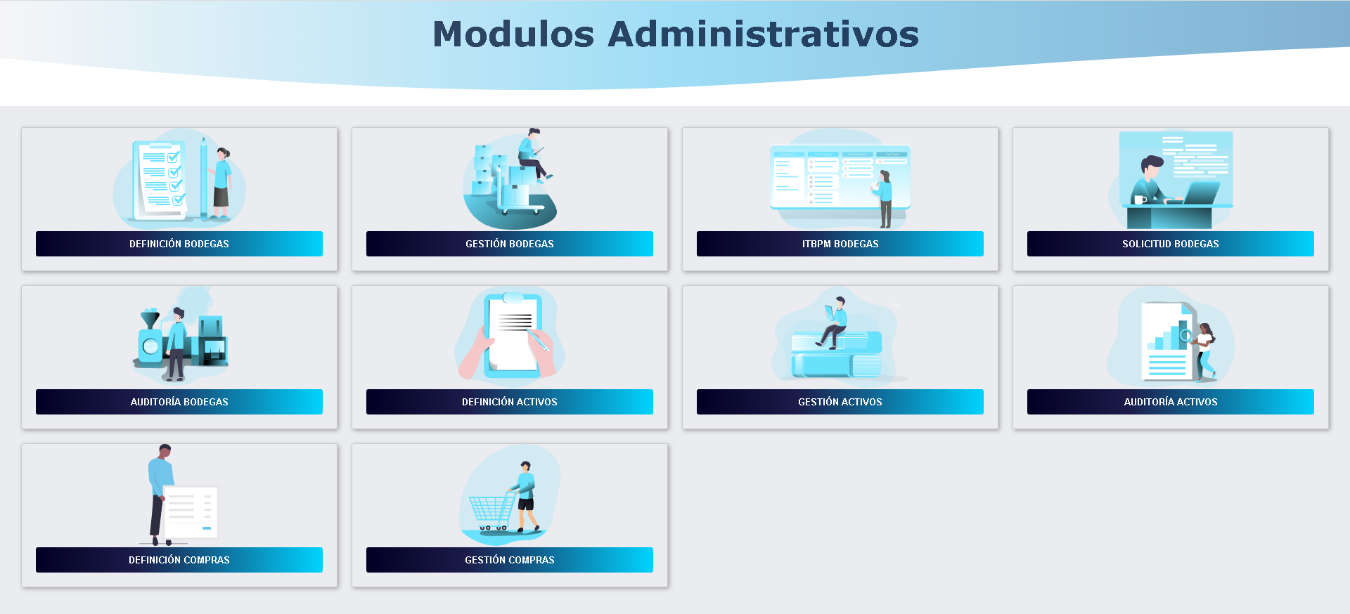 Modulos Administrativos
DEFINICIÓN BODEGAS
GESTIÓN BODEGAS
ITBPM BODEGAS
SOLICITUD BODEGAS
AUDITORÍA BODEGAS
DEFINICIÓN ACTIVOS
GESTIÓN ACTIVOS
AUDITORÍA ACTIVOS
DEFINICIÓN COMPRAS
GESTIÓN COMPRAS